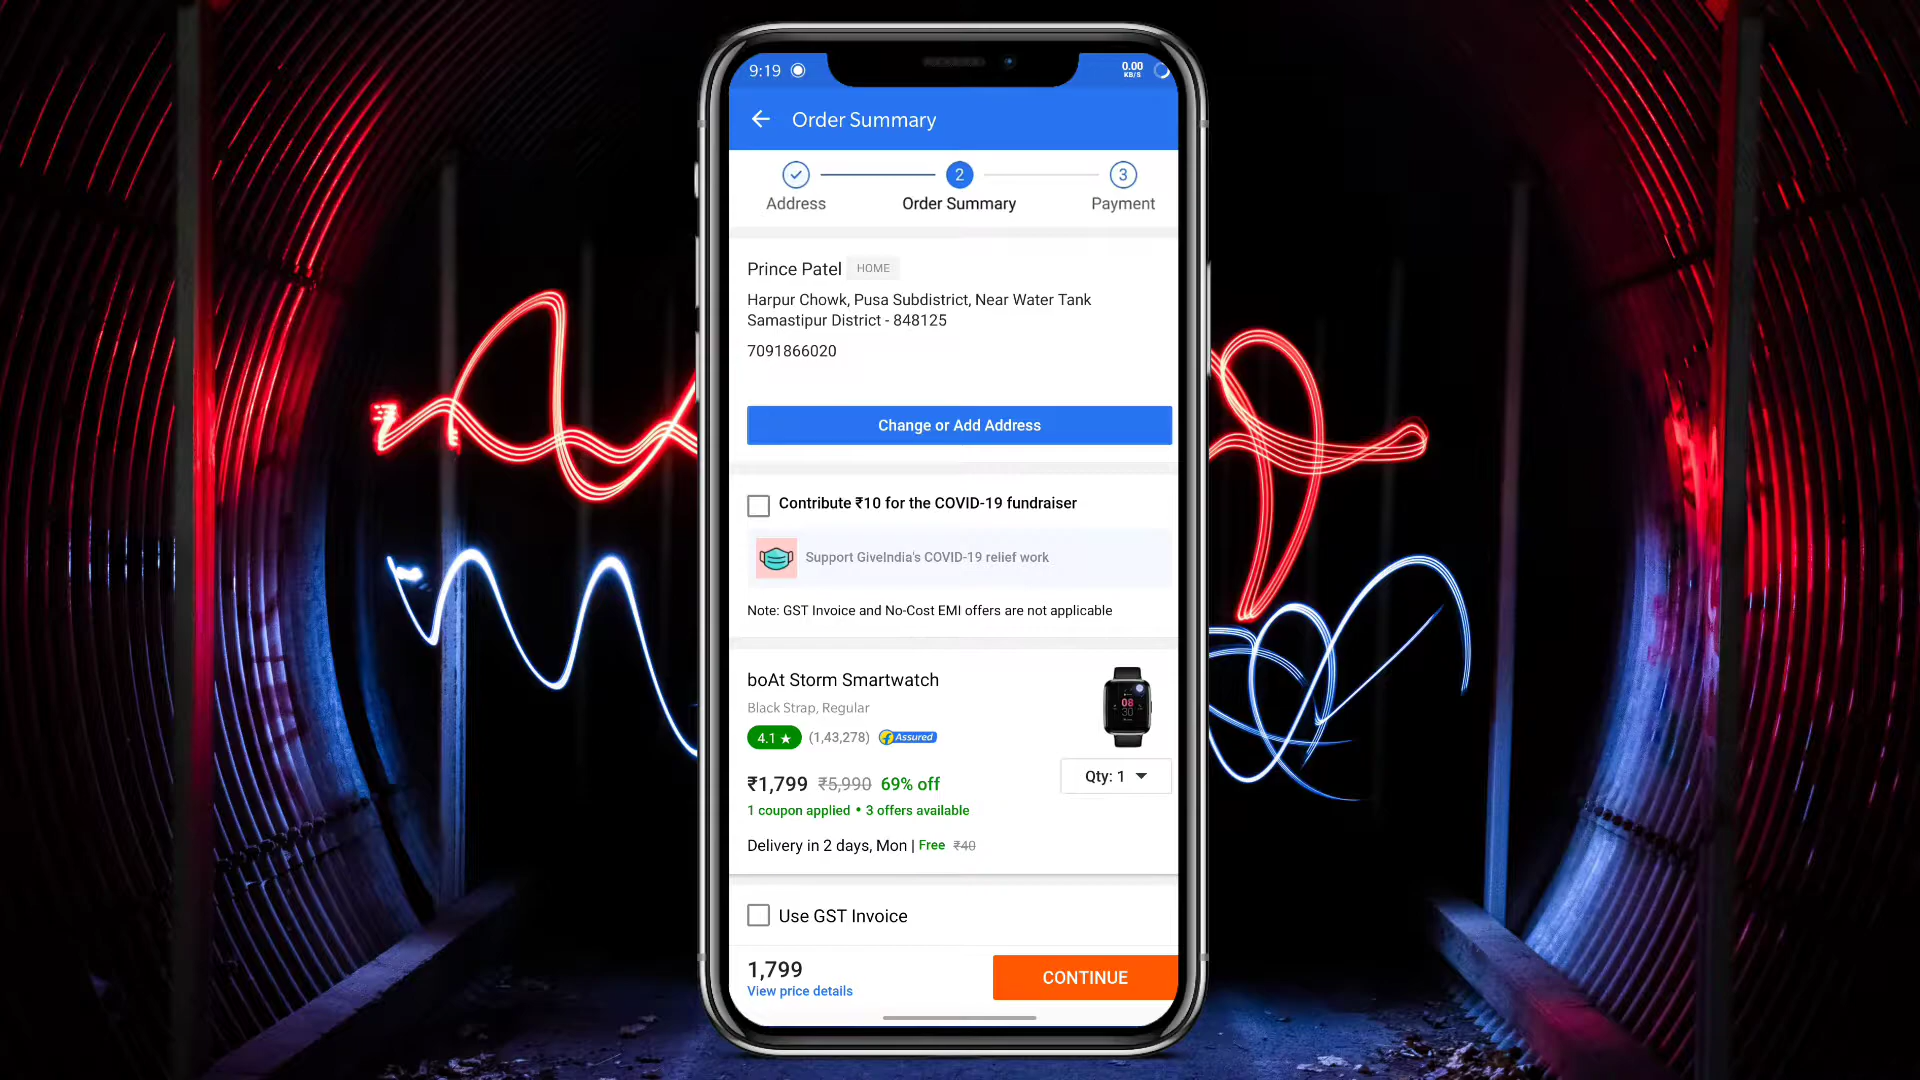 9:19
0.00
KB/S
Order Summary
2
3
Address
Order Summary
Payment
Prince Patel
HOME
Harpur Chowk, Pusa Subdistrict, Near Water Tank
Samastipur District - 848125
7091866020
Change or Add Address
Contribute ₹10 for the COVID-19 fundraiser
Support GiveIndia's COVID-19 relief work
Note: GST Invoice and No-Cost EMI offers are not applicable
boAt Storm Smartwatch
Black Strap, Regular
08
30
4.1 ★ (1,43,278) Assured
₹1,799 ₹5,990 69% off
Qty: 1
1 coupon applied • 3 offers available
Delivery in 2 days, Mon | Free ₹40
Use GST Invoice
1,799
View price details
CONTINUE